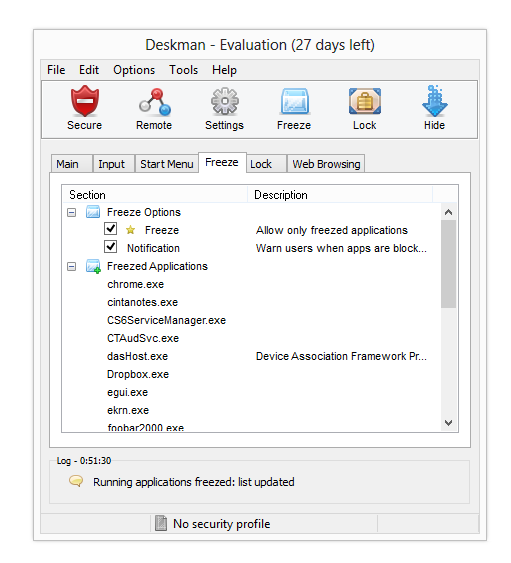 Deskman - Evaluation (27 days left)
File Edit Options Tools Help
Secure Remote Settings Freeze Lock Hide
Main Input Start Menu Freeze Lock Web Browsing
Section Description
Freeze Options
Freeze Allow only freezed applications
Notification Warn users when apps are block...
Freezed Applications
chrome.exe
cintanotes.exe
CS6ServiceManager.exe
CTAudSvc.exe
dasHost.exe Device Association Framework Pr...
Dropbox.exe
egui.exe
ekrn.exe
foobar2000.exe
Log - 0:51:30
Running applications freezed: list updated
No security profile